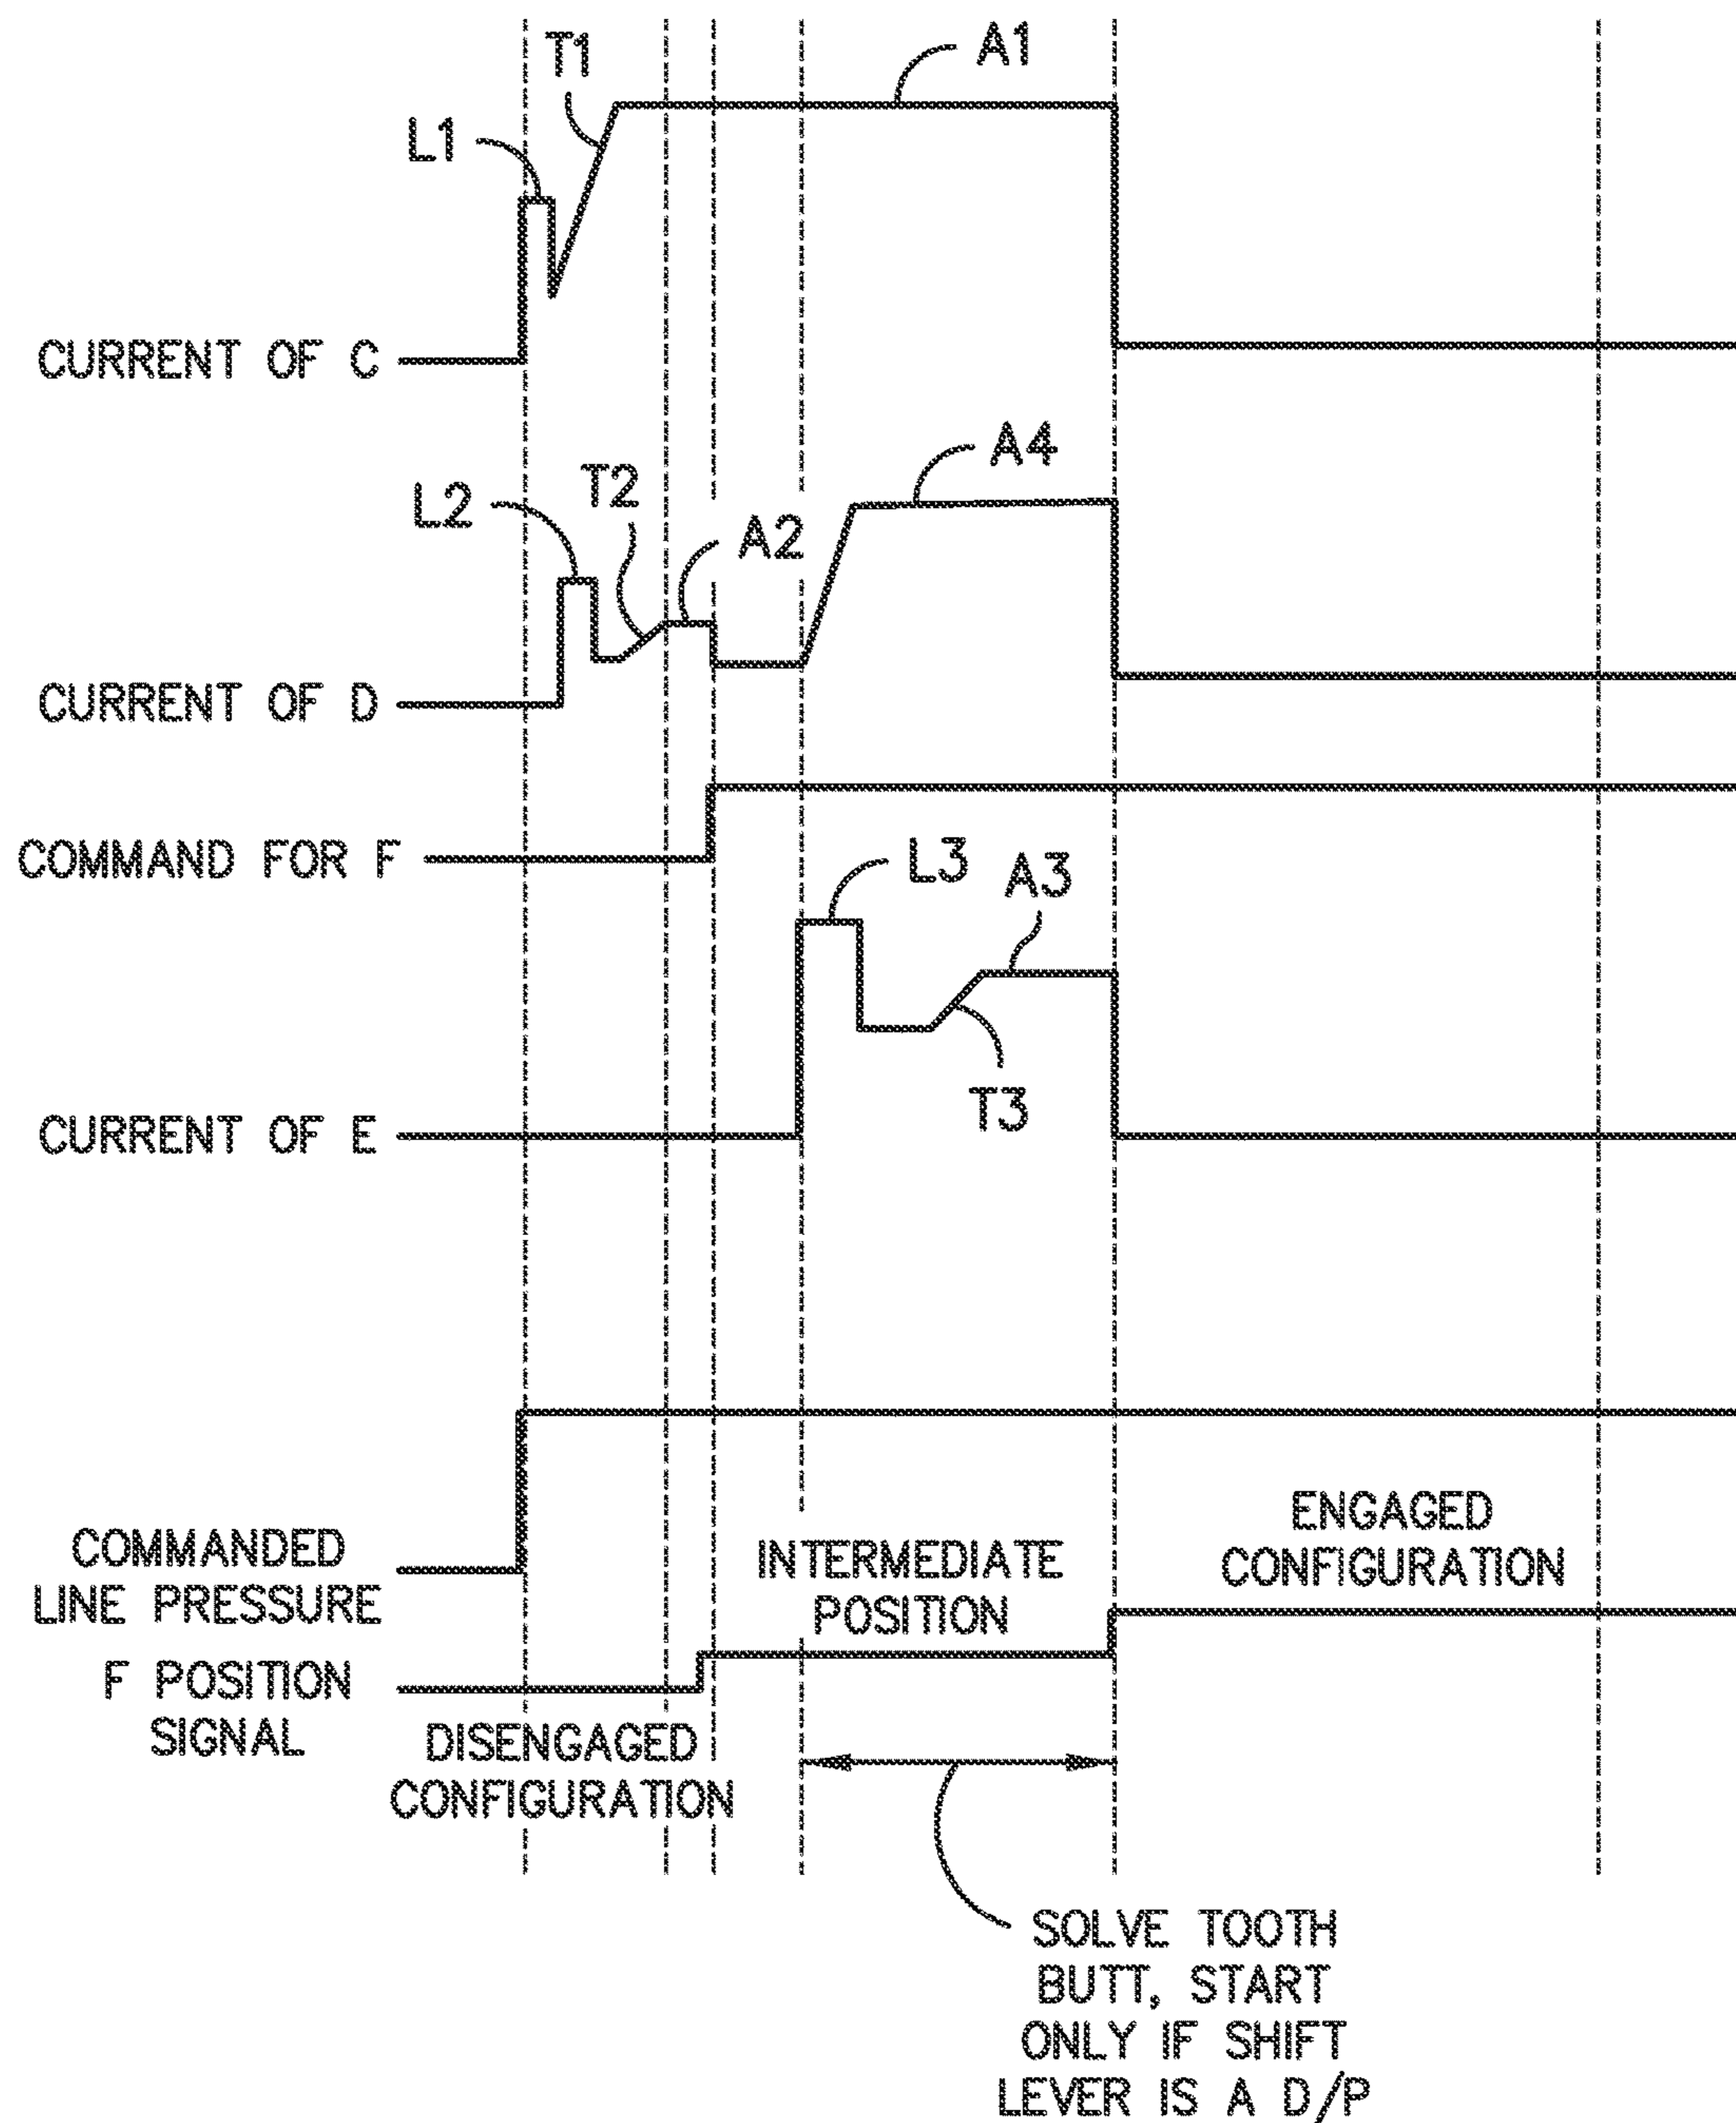 T1
A1
L1
CURRENT OF C
A4
T2
L2
A2
CURRENT OF D
COMMAND FOR F
L3
A3
T3
CURRENT OF E
COMMANDED
LINE PRESSURE
INTERMEDIATE
POSITION
ENGAGED
CONFIGURATION
F POSITION
SIGNAL
DISENGAGED
CONFIGURATION
SOLVE TOOTH
BUTT, START
ONLY IF SHIFT
LEVER IS A D/P